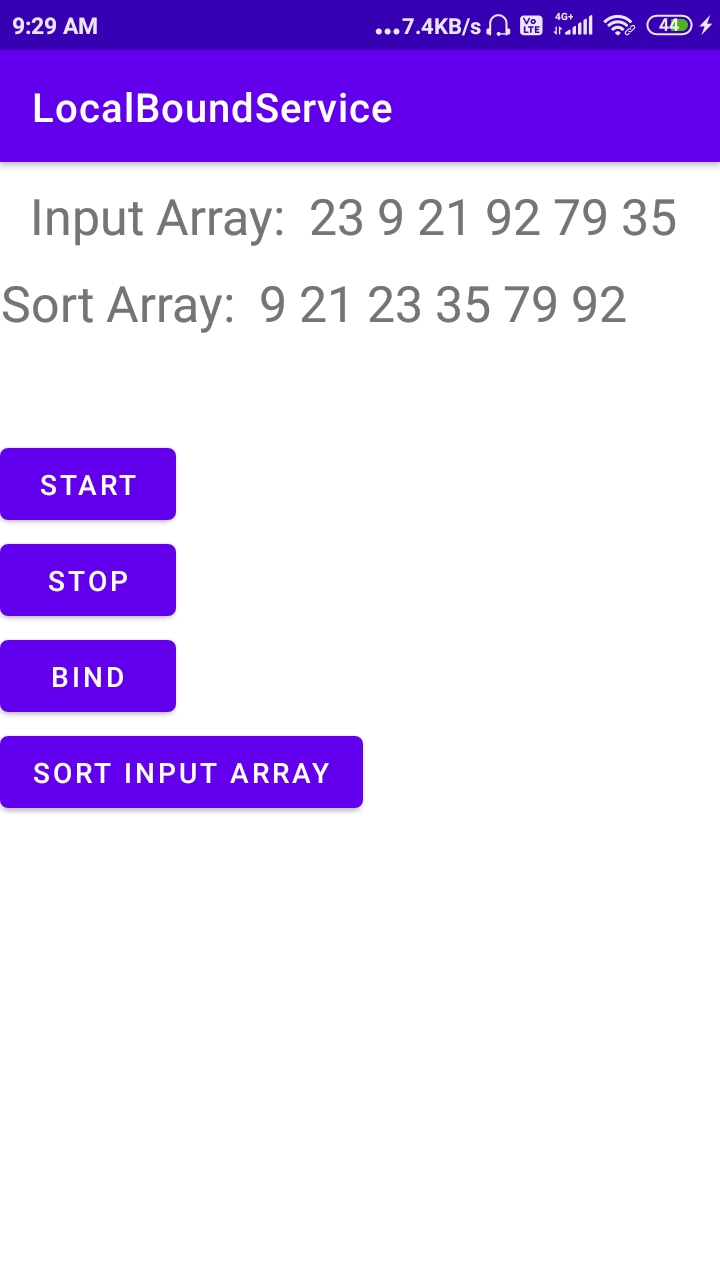 9:29 AM ...7.4KB/s Vo LTE 4G+ 44
LocalBoundService
Input Array: 23 9 21 92 79 35
Sort Array: 9 21 23 35 79 92
START
STOP
BIND
SORT INPUT ARRAY